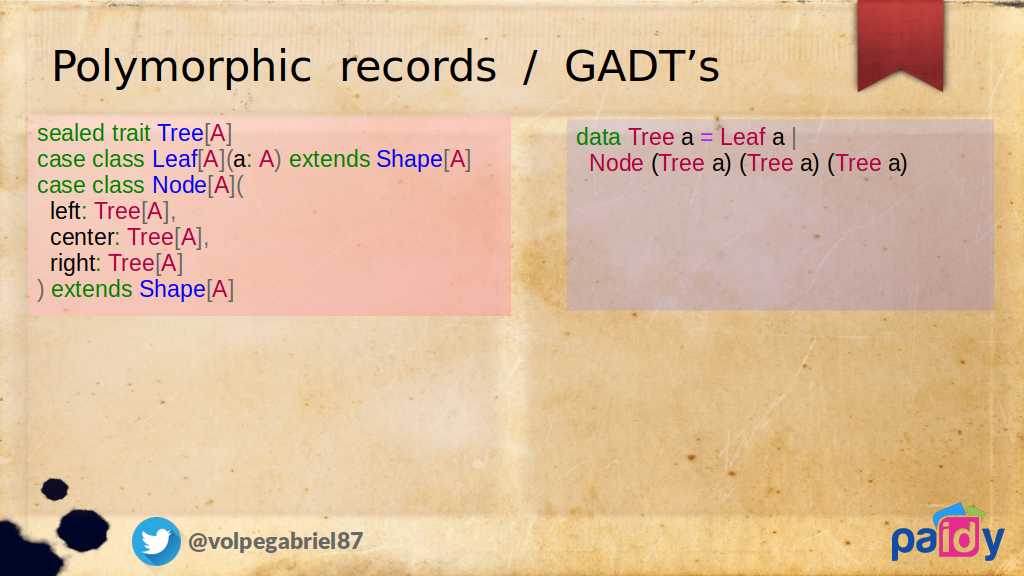 Polymorphic records / GADT’s
sealed trait Tree[A]
case class Leaf[A](a: A) extends Shape[A]
case class Node[A](
  left: Tree[A],
  center: Tree[A],
  right: Tree[A]
) extends Shape[A]
data Tree a = Leaf a |
  Node (Tree a) (Tree a) (Tree a)
@volpegabriel87
paidy